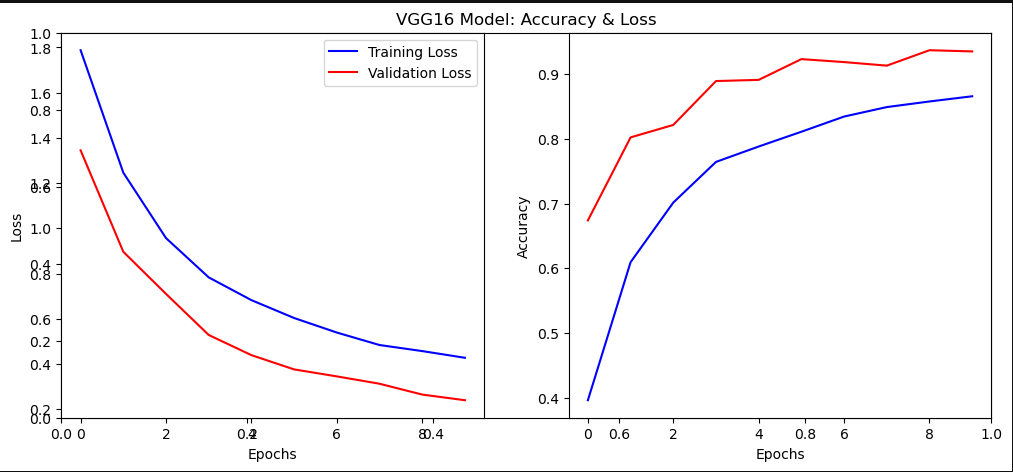 VGG16 Model: Accuracy & Loss
1.0
1.8
1.6
0.8
1.4
1.2
0.6
1.0
0.4
0.8
0.6
0.2
0.4
0.2
0.0
Loss
Training Loss
Validation Loss
0.0 0 2 0.2 4 6 8 0.4
Epochs
0.9
0.8
0.7
0.6
0.5
0.4
Accuracy
0 0.6 2 4 0.8 6 8 1.0
Epochs